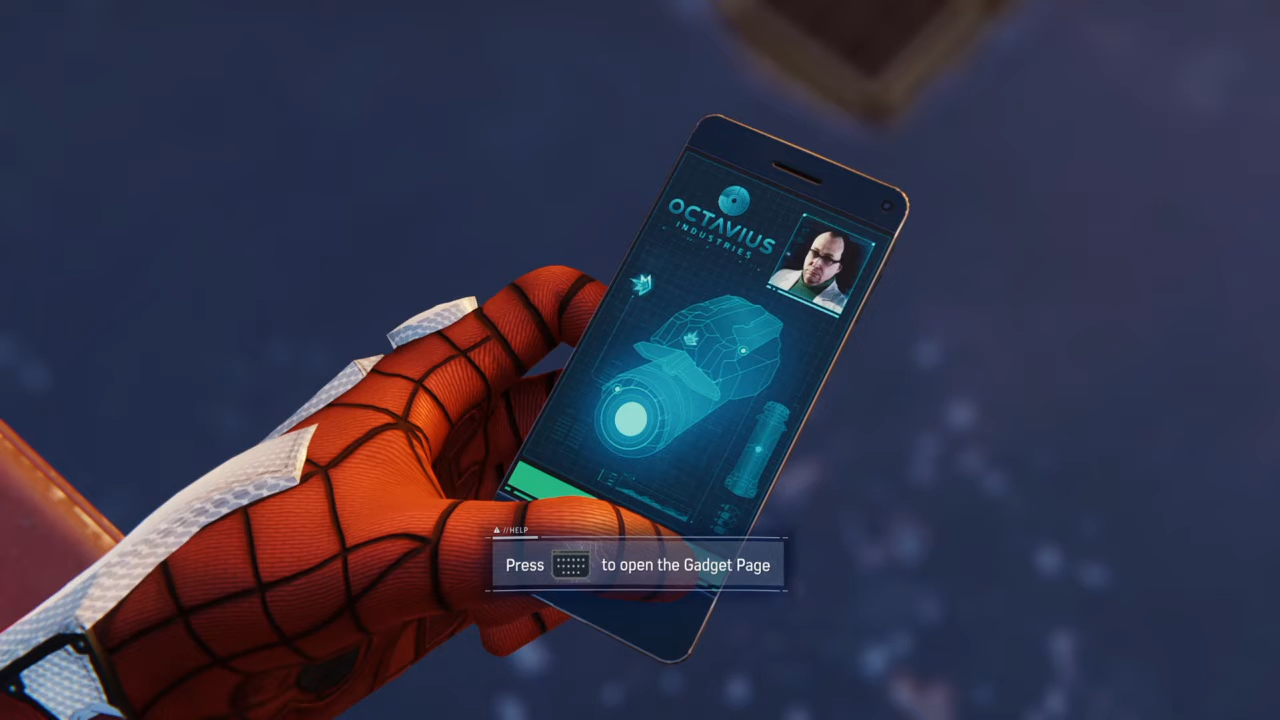 OCTAVIUS
INDUSTRIES
//HELP
Press to open the Gadget Page